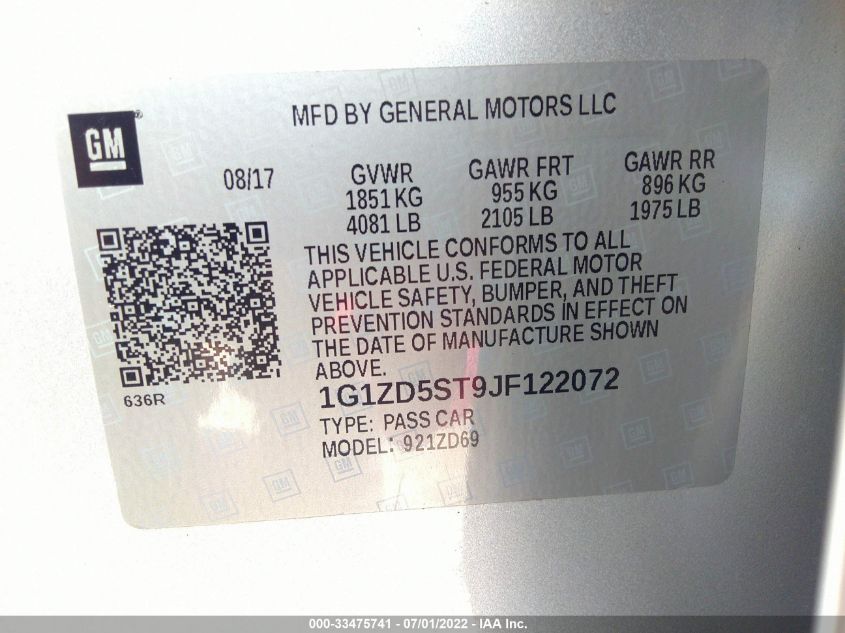 MFD BY GENERAL MOTORS LLC
GM®
08/17 GVWR GAWR FRT GAWR RR
1851 KG 955 KG 896 KG
4081 LB 2105 LB 1975 LB
THIS VEHICLE CONFORMS TO ALL
APPLICABLE U.S. FEDERAL MOTOR
VEHICLE SAFETY, BUMPER, AND THEFT
PREVENTION STANDARDS IN EFFECT ON
THE DATE OF MANUFACTURE SHOWN
ABOVE.
636R
1G1ZD5ST9JF122072
TYPE: PASS CAR
MODEL: 921ZD69
000-33475741 - 07/01/2022 - IAA Inc.